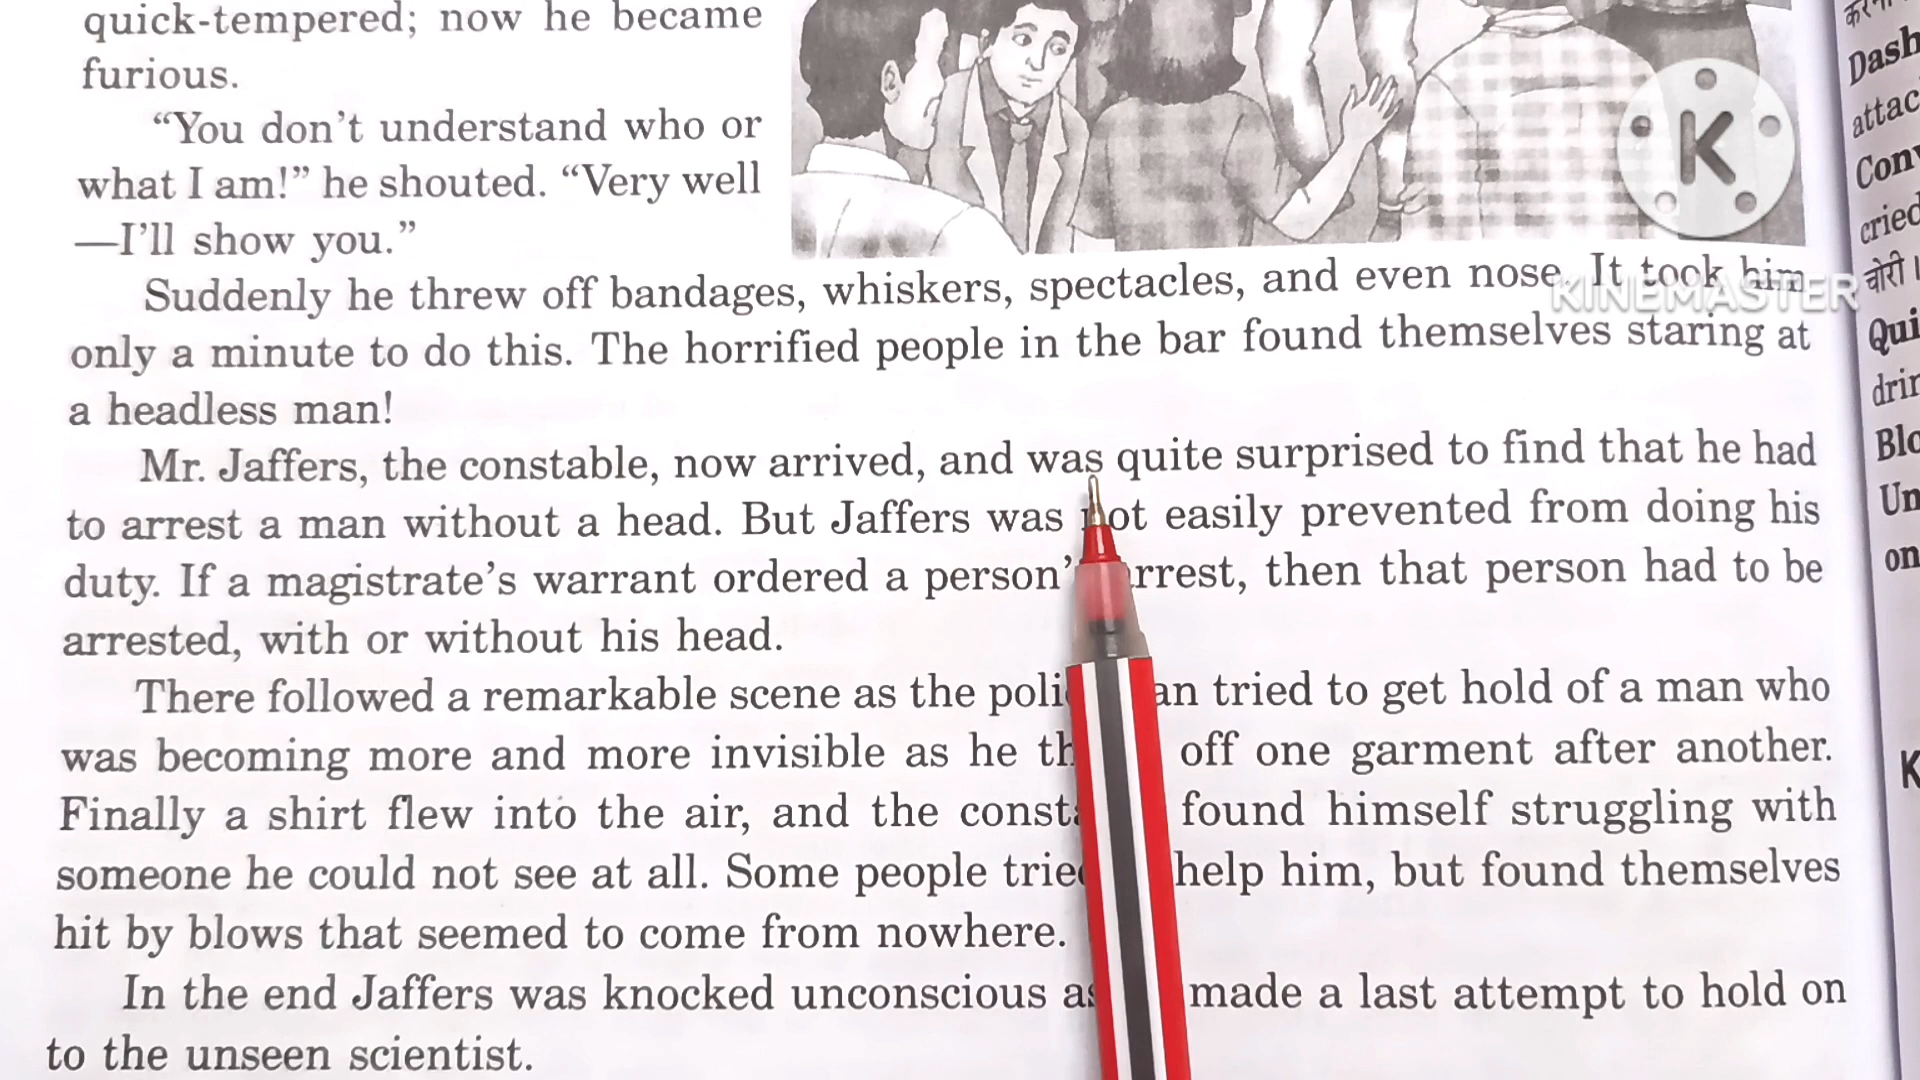 quick-tempered; now he became
furious.
“You don’t understand who or
what I am!” he shouted. “Very well
—I’ll show you.”
Suddenly he threw off bandages, whiskers, spectacles, and even nose. It took him
only a minute to do this. The horrified people in the bar found themselves staring at
a headless man!
Mr. Jaffers, the constable, now arrived, and was quite surprised to find that he had
to arrest a man without a head. But Jaffers was not easily prevented from doing his
duty. If a magistrate’s warrant ordered a person’ rrest, then that person had to be
arrested, with or without his head.
There followed a remarkable scene as the poli an tried to get hold of a man who
was becoming more and more invisible as he th off one garment after another.
Finally a shirt flew into the air, and the const found himself struggling with
someone he could not see at all. Some people trie help him, but found themselves
hit by blows that seemed to come from nowhere.
In the end Jaffers was knocked unconscious as made a last attempt to hold on
to the unseen scientist.
K
KINEMASTER
Dash
attac
Conv
cried
चोरी।
Qui
drin
Blo
Un
on
K